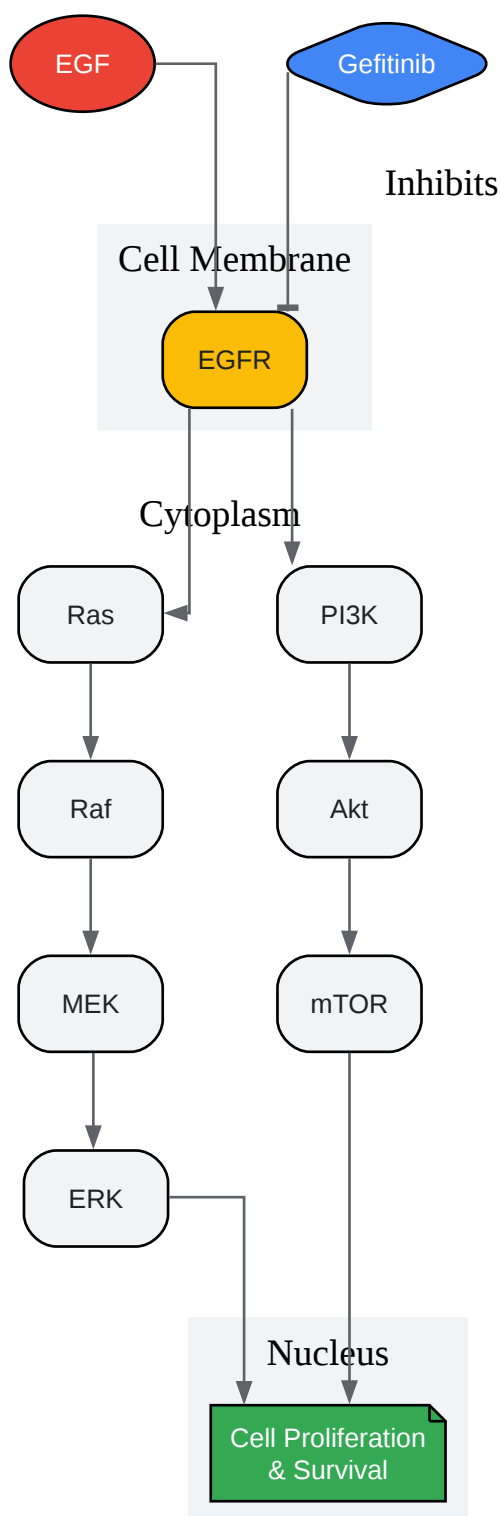 EGF
Gefitinib
Inhibits
Cell Membrane
EGFR
Cytoplasm
Ras
PI3K
Raf
Akt
MEK
mTOR
ERK
Nucleus
Cell Proliferation
& Survival